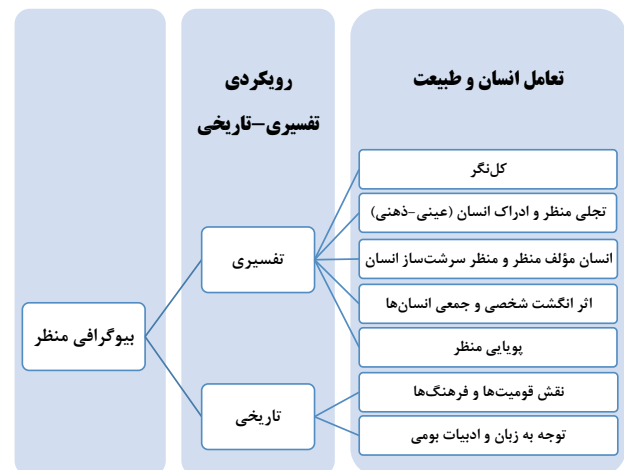 تعامل انسان و طبیعت
رویکردی
تفسیری-تاریخی
کل‌نگر
تجلی منظر و ادراک انسان (عینی-ذهنی)
انسان مؤلف منظر و منظر سرشت‌ساز انسان
اثر انگشت شخصی و جمعی انسان‌ها
پویایی منظر
نقش قومیت‌ها و فرهنگ‌ها
توجه به زبان و ادبیات بومی
تفسیری
تاریخی
بیوگرافی منظر